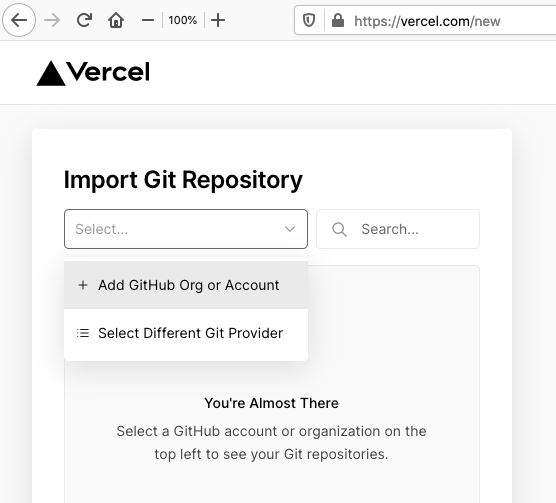 100%
https://vercel.com/new
Vercel
Import Git Repository
Select...
Search...
Add GitHub Org or Account
Select Different Git Provider
You're Almost There
Select a GitHub account or organization on the
top left to see your Git repositories.